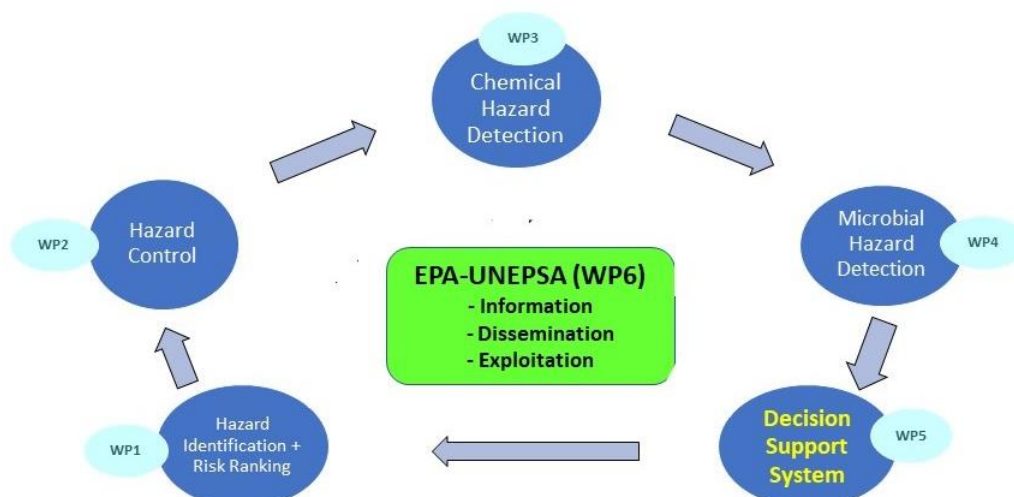 WP3
Chemical
Hazard
Detection
WP2
Hazard
Control
Microbial
Hazard
Detection
WP4
EPA-UNEPSA (WP6)
- Information
- Dissemination
- Exploitation
WP1
Hazard
Identification +
Risk Ranking
Decision
Support
System
WP5